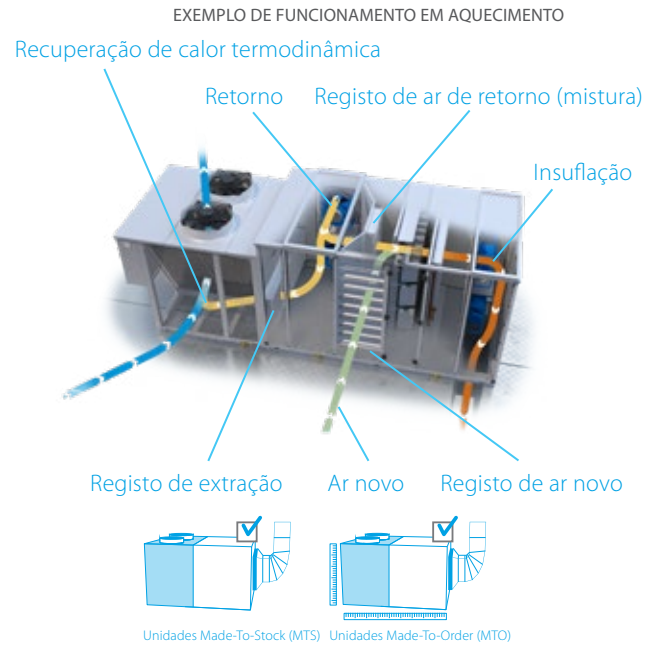 EXEMPLO DE FUNCIONAMENTO EM AQUECIMENTO
Recuperação de calor termodinâmica
Retorno
Registo de ar de retorno (mistura)
Insuflação
Registo de extração
Ar novo
Registo de ar novo
Unidades Made-To-Stock (MTS)
Unidades Made-To-Order (MTO)